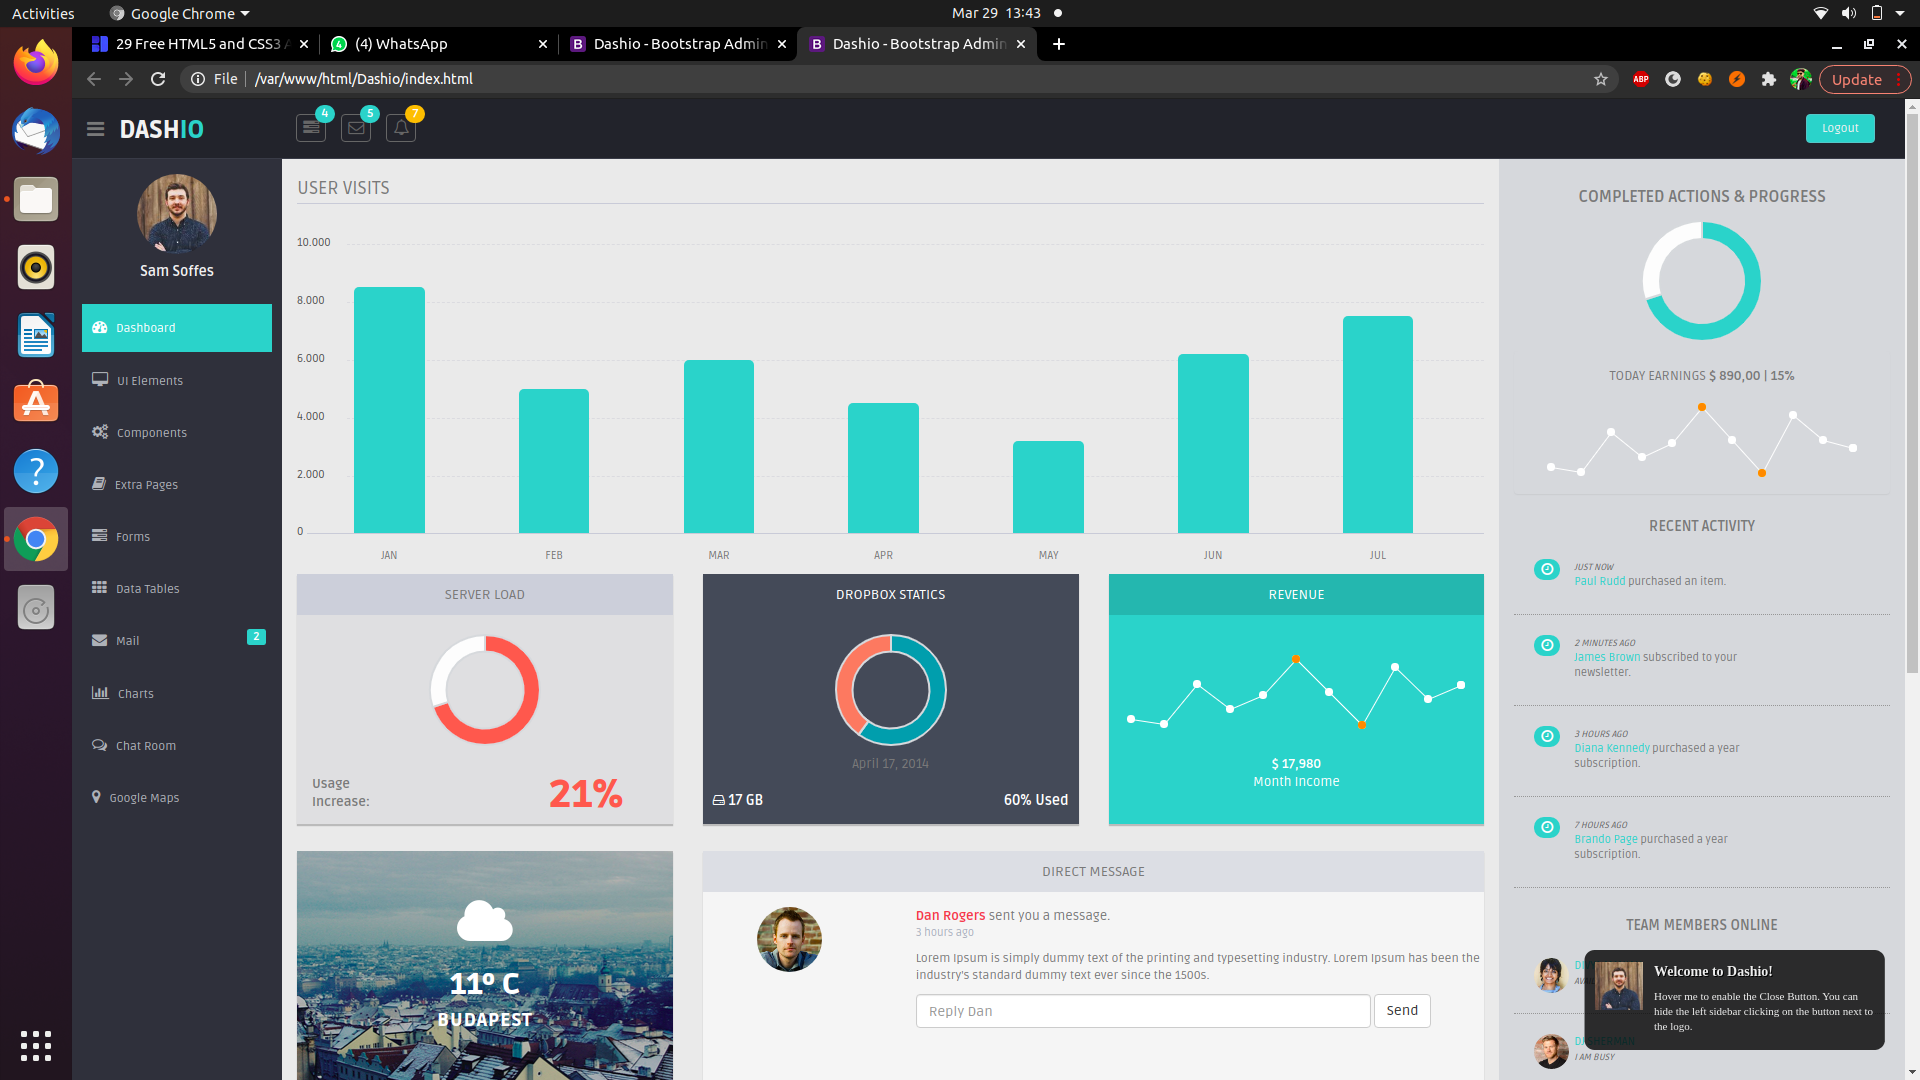 Activities
Google Chrome
Mar 29 13:43
29 Free HTML5 and CSS3 A
(4) WhatsApp
Dashio - Bootstrap Admin
Dashio - Bootstrap Admin
File
/var/www/html/Dashio/index.html
ABP
Update
DASHIO
4
5
7
Logout
Sam Soffes
Dashboard
UI Elements
Components
Extra Pages
Forms
Data Tables
Mail
2
Charts
Chat Room
Google Maps
USER VISITS
10.000
8.000
6.000
4.000
2.000
0
JAN
FEB
MAR
APR
MAY
JUN
JUL
SERVER LOAD
Usage
Increase:
21%
DROPBOX STATICS
April 17, 2014
17 GB
60% Used
REVENUE
$ 17,980
Month Income
11º C
BUDAPEST
DIRECT MESSAGE
Dan Rogers sent you a message.
3 hours ago
Lorem Ipsum is simply dummy text of the printing and typesetting industry. Lorem Ipsum has been the
industry's standard dummy text ever since the 1500s.
Reply Dan
Send
COMPLETED ACTIONS & PROGRESS
TODAY EARNINGS $ 890,00 | 15%
RECENT ACTIVITY
JUST NOW
Paul Rudd purchased an item.
2 MINUTES AGO
James Brown subscribed to your
newsletter.
3 HOURS AGO
Diana Kennedy purchased a year
subscription.
7 HOURS AGO
Brando Page purchased a year
subscription.
TEAM MEMBERS ONLINE
Welcome to Dashio!
Hover me to enable the Close Button. You can
hide the left sidebar clicking on the button next to
the logo.
DJ SHERMAN
I AM BUSY